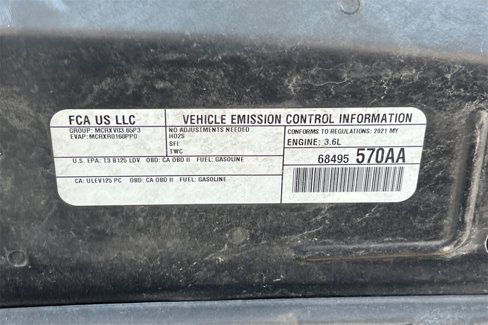 FCA US LLC
GROUP: MCRXV03.65P3
EVAP: MCRXR0160PP0
VEHICLE EMISSION CONTROL INFORMATION
NO ADJUSTMENTS NEEDED
HO2S
SFI
TWC
CONFORMS TO REGULATIONS: 2021 MY
ENGINE: 3.6L
U.S. EPA: T3 B125 LDV OBD: CA OBD II FUEL: GASOLINE
68495 570AA
CA: ULEV125 PC OBD: CA OBD II FUEL: GASOLINE